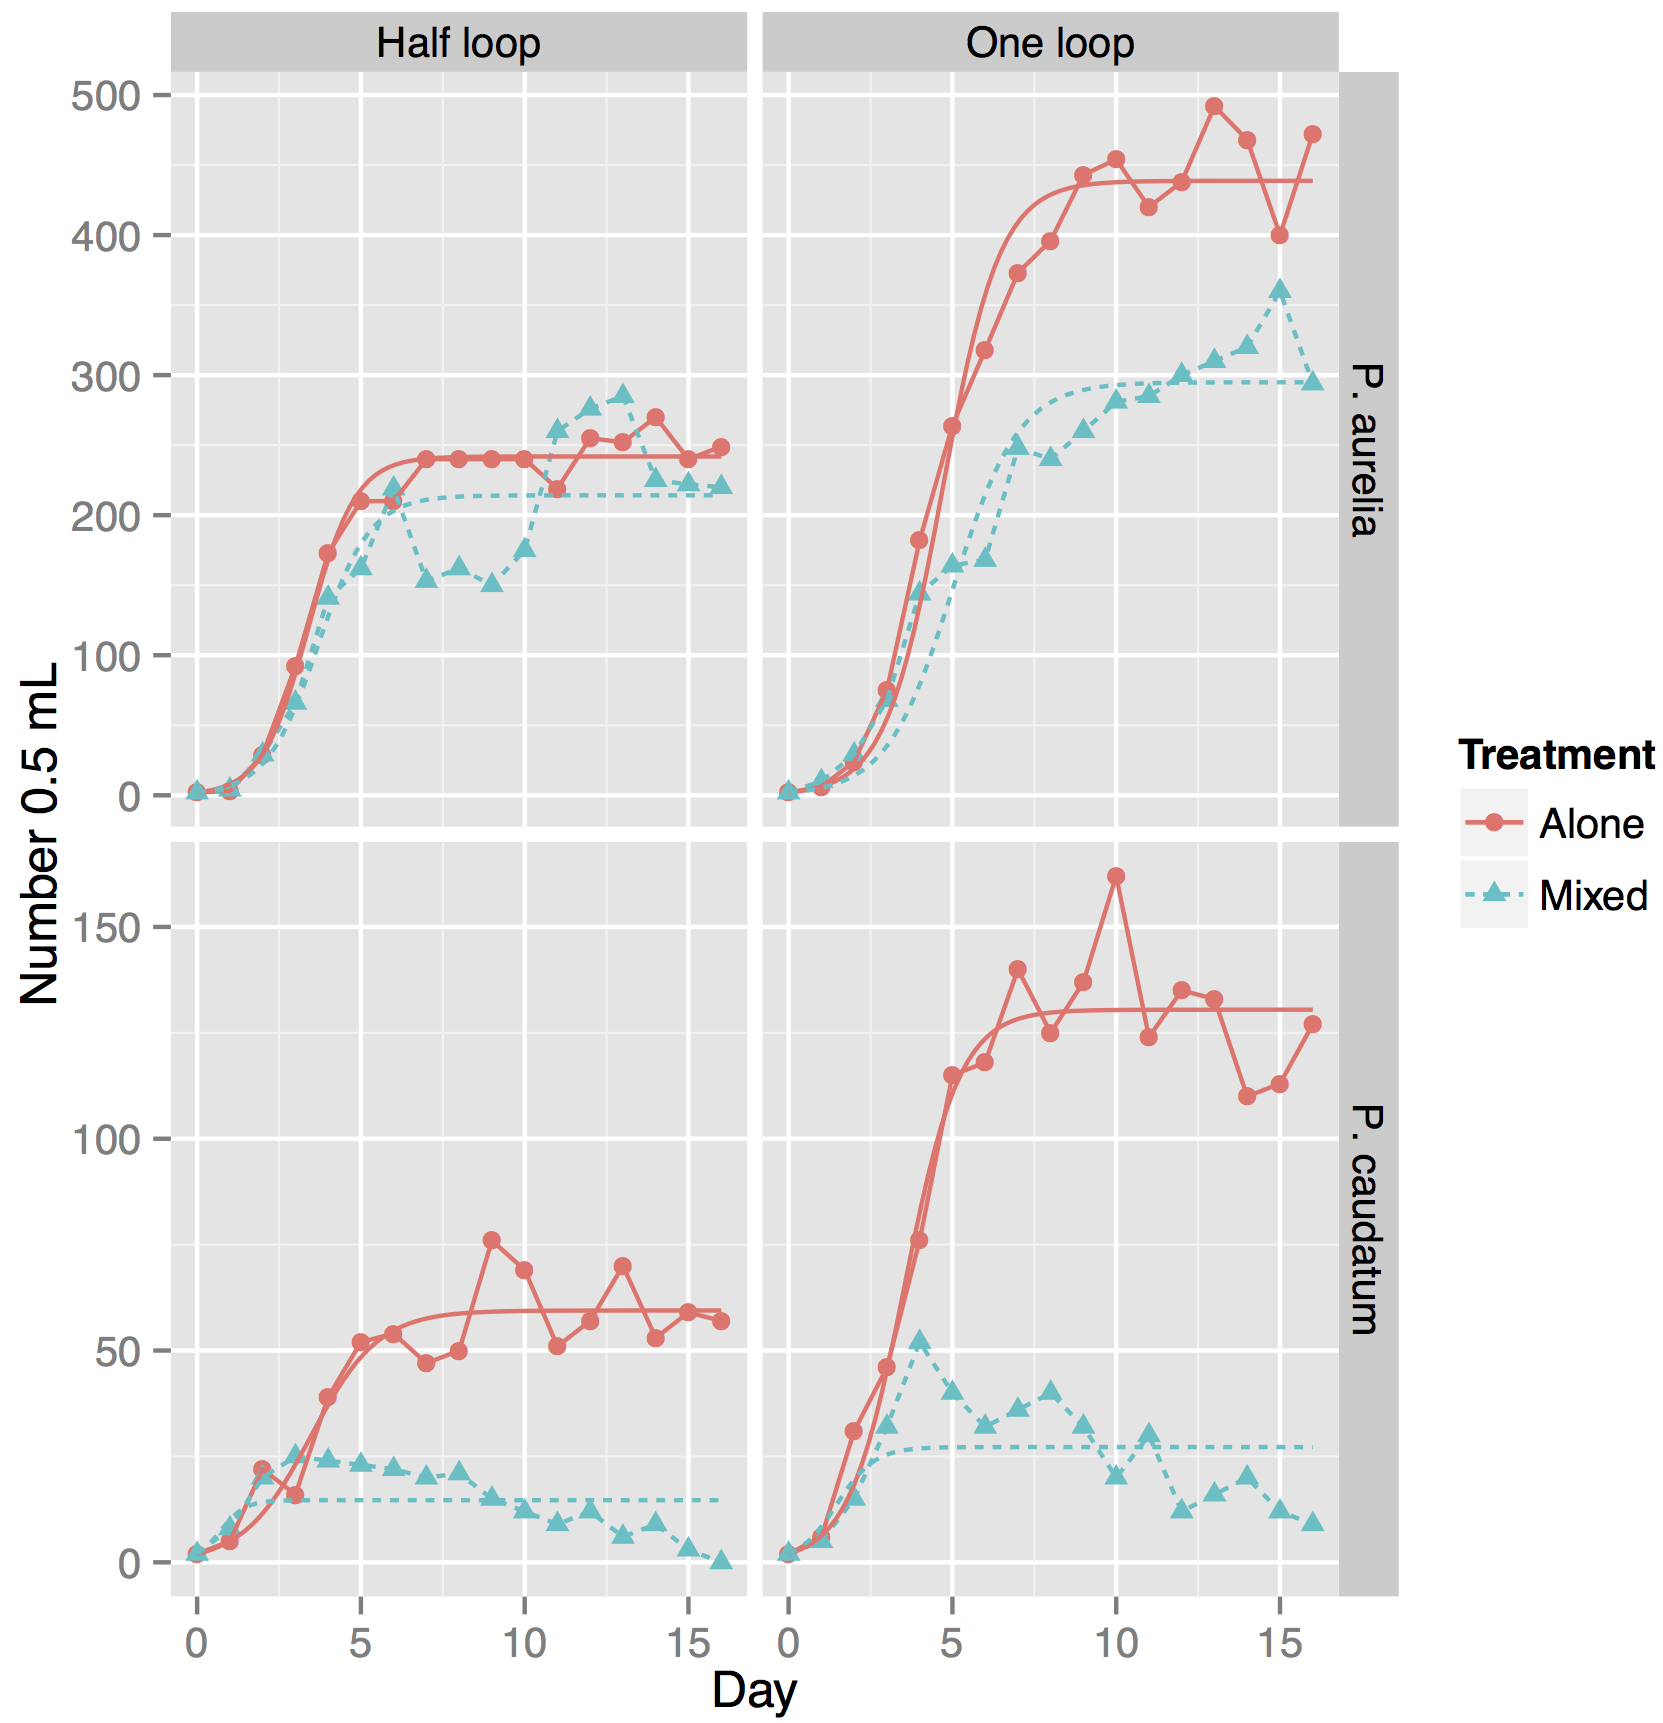 Half loop
One loop
500
400
300
200
100
0
P. aurelia
150
100
50
0
P. caudatum
Number 0.5 mL
0 5 10 15
0 5 10 15
Day
Treatment
Alone
Mixed